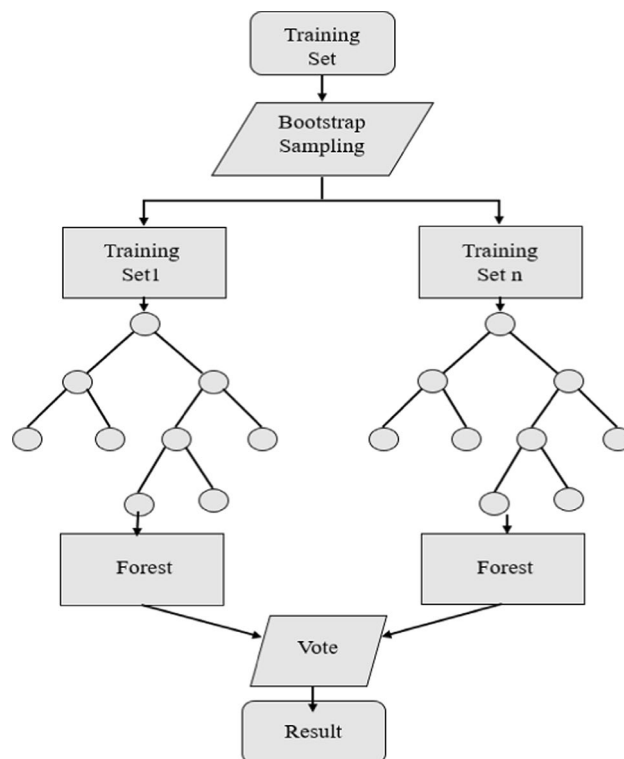 Training
Set
Bootstrap
Sampling
Training
Set1
Training
Set n
Forest
Forest
Vote
Result